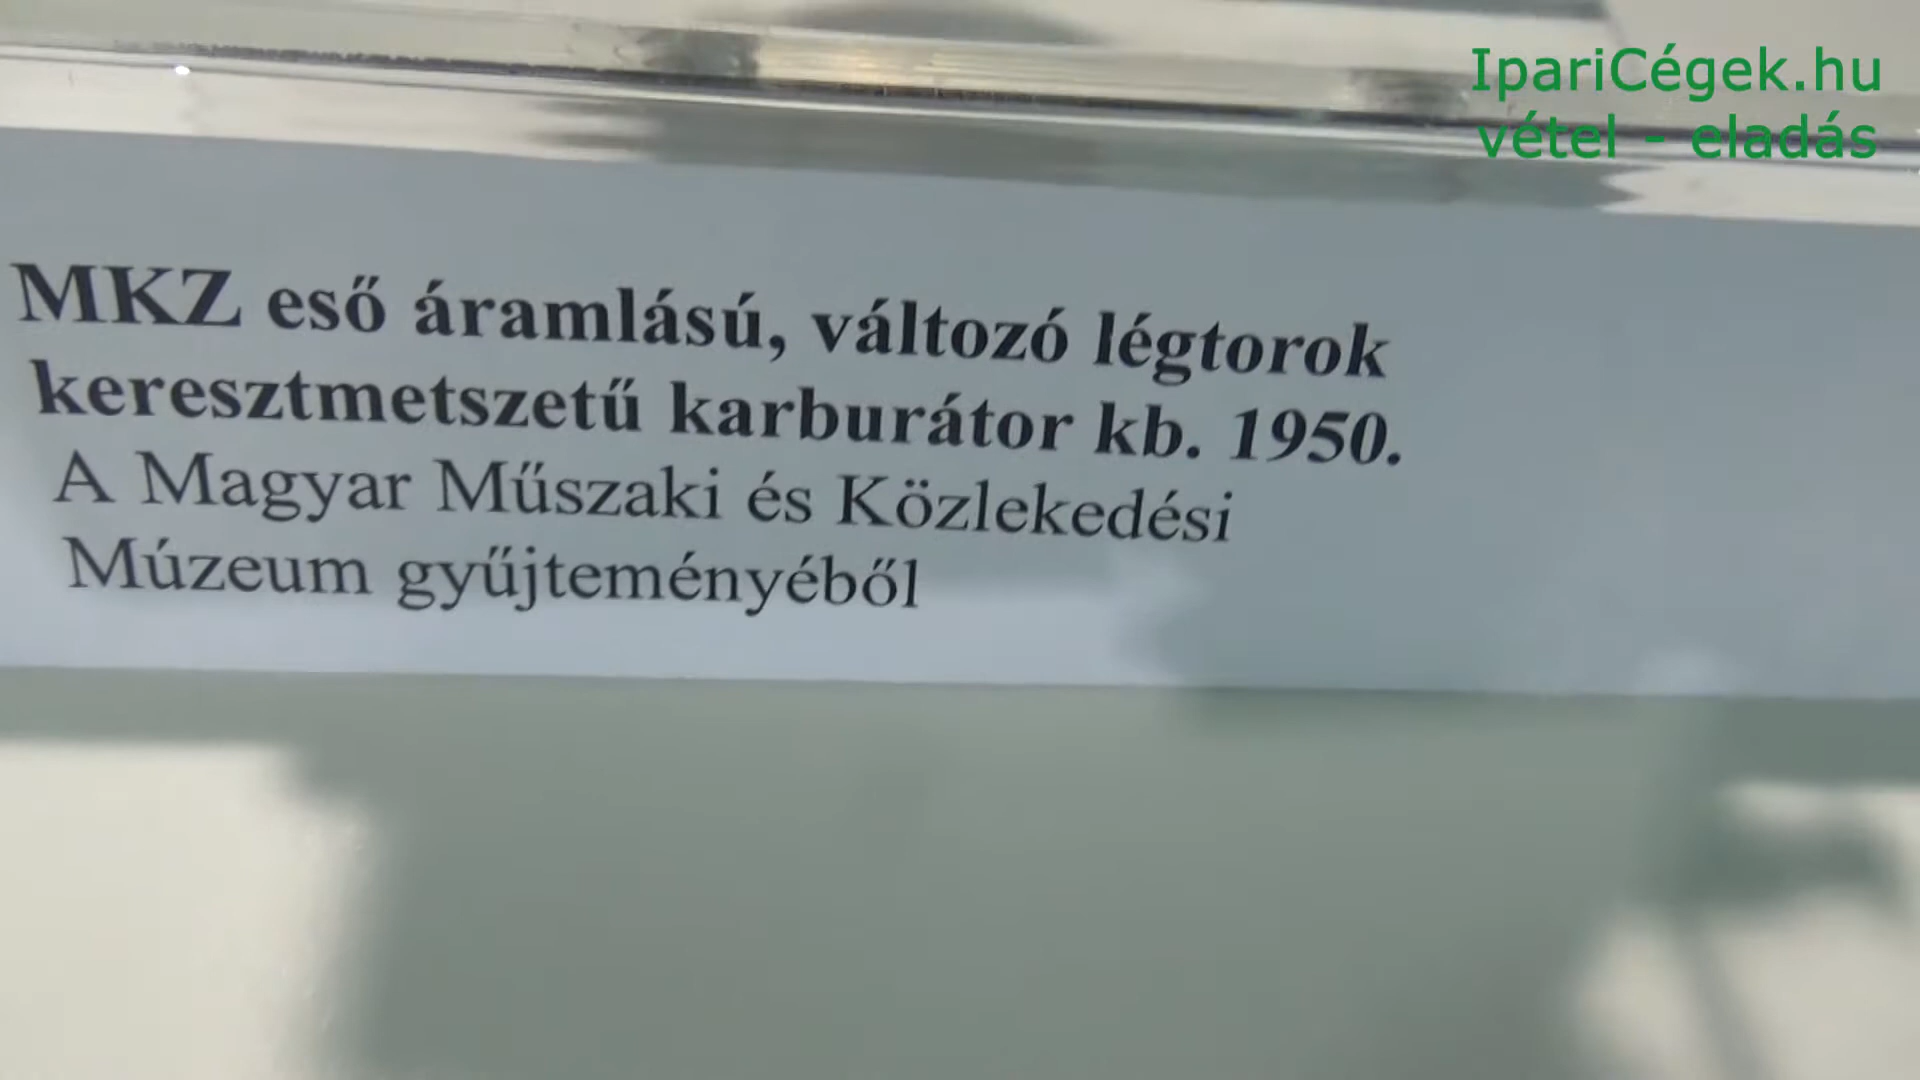 IpariCégek.hu
vétel - eladás
MKZ eső áramlású, változó légtorok
keresztmetszetű karburátor kb. 1950.
A Magyar Műszaki és Közlekedési
Múzeum gyűjteményéből